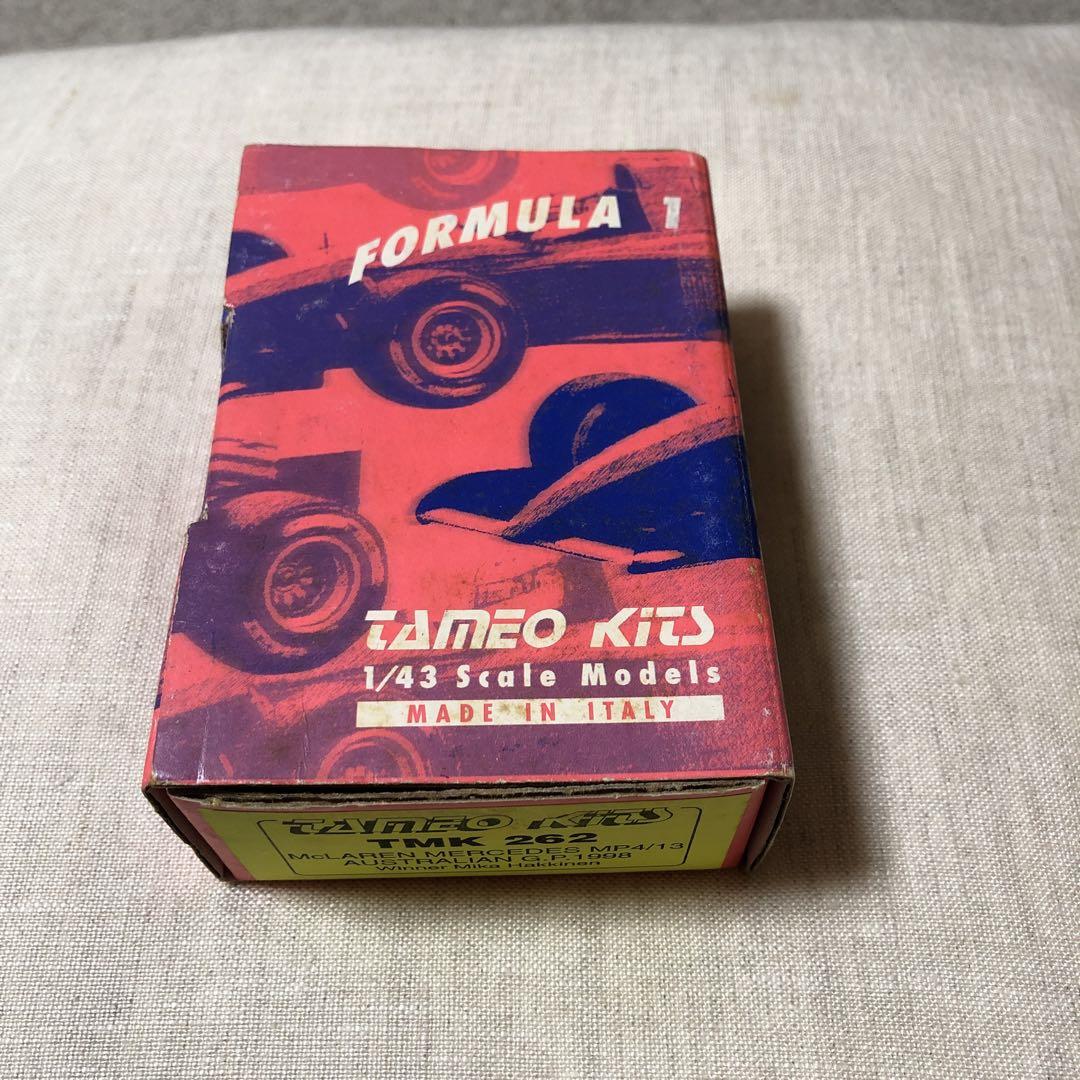 FORMULA 1
TAMEO KITS
1/43 Scale Models
MADE IN ITALY
TAMEO KITS
TMK 262
McLAREN MERCEDES MP4/13
AUSTRALIAN G.P. 1998
Winner Mika Hakkinen